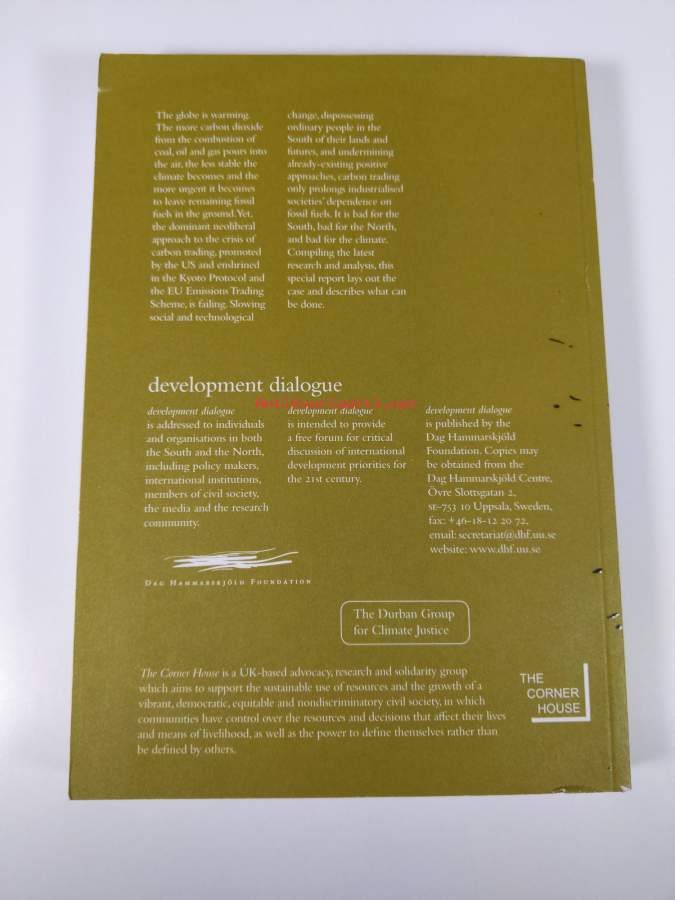 The globe is warming.
The more carbon dioxide
from the combustion of
coal, oil and gas pours into
the air, the less stable the
climate becomes and the
more urgent it becomes
to leave remaining fossil
fuels in the ground. Yet,
the dominant neoliberal
approach to the crisis of
carbon trading, promoted
by the US and enshrined
in the Kyoto Protocol and
the EU Emissions Trading
Scheme, is failing. Slowing
social and technological
change, dispossessing
ordinary people in the
South of their lands and
futures, and undermining
already-existing positive
approaches, carbon trading
only prolongs industrialised
societies' dependence on
fossil fuels. It is bad for the
South, bad for the North,
and bad for the climate.
Compiling the latest
research and analysis, this
special report lays out the
case and describes what can
be done.
development dialogue
development dialogue
is addressed to individuals
and organisations in both
the South and the North,
including policy makers,
international institutions,
members of civil society,
the media and the research
community.
development dialogue
is intended to provide
a free forum for critical
discussion of international
development priorities for
the 21st century.
development dialogue
is published by the
Dag Hammarskjöld
Foundation. Copies may
be obtained from the
Dag Hammarskjöld Centre,
Övre Slottsgatan 2,
SE-753 10 Uppsala, Sweden,
fax: +46-18-12 20 72,
email: secretariat@dhf.uu.se
website: www.dhf.uu.se
DAG HAMMARSKJÖLD FOUNDATION
The Durban Group
for Climate Justice
The Corner House is a UK-based advocacy, research and solidarity group
which aims to support the sustainable use of resources and the growth of a
vibrant, democratic, equitable and nondiscriminatory civil society, in which
communities have control over the resources and decisions that affect their lives
and means of livelihood, as well as the power to define themselves rather than
be defined by others.
THE
CORNER
HOUSE